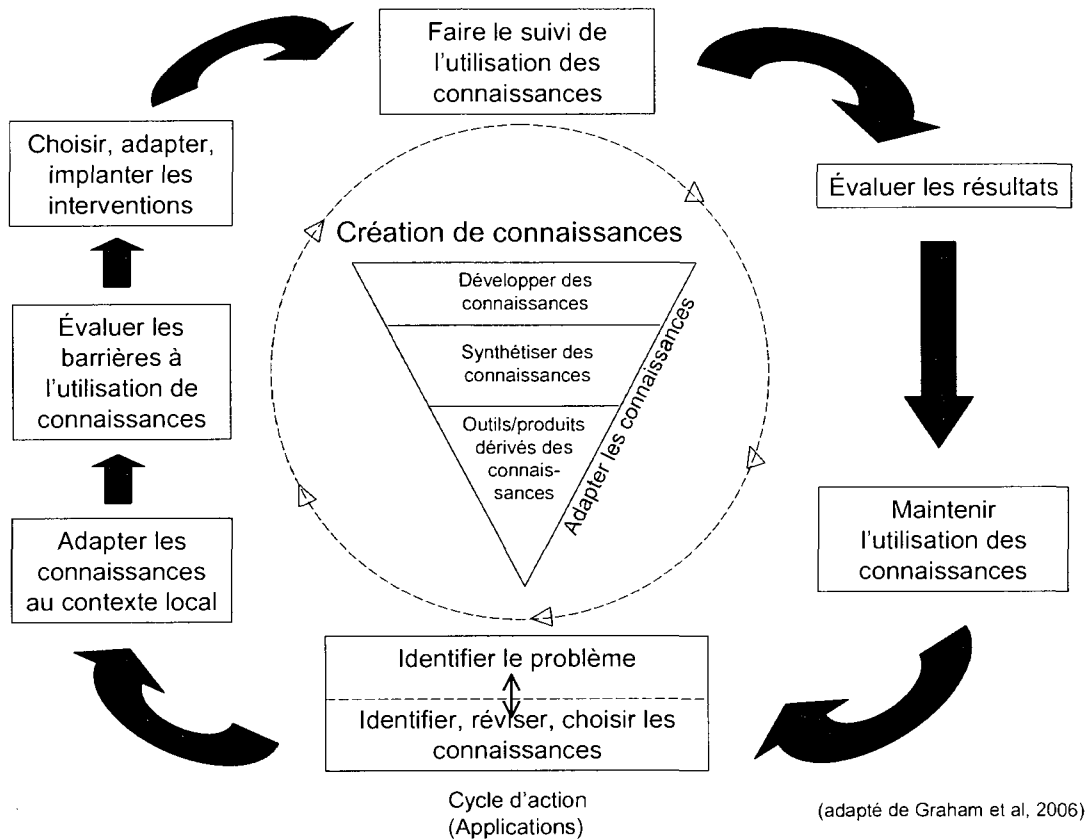 Faire le suivi de
l'utilisation des
connaissances
Choisir, adapter,
implanter les
interventions
Évaluer les résultats
Création de connaissances
Développer des
connaissances
Synthétiser des
connaissances
Outils/produits
dérivés des
connais-
sances
Adapter les connaissances
Évaluer les
barrières à
l'utilisation de
connaissances
Adapter les
connaissances
au contexte local
Maintenir
l'utilisation des
connaissances
Identifier le problème
Identifier, réviser, choisir les
connaissances
Cycle d'action
(Applications)
(adapté de Graham et al, 2006)